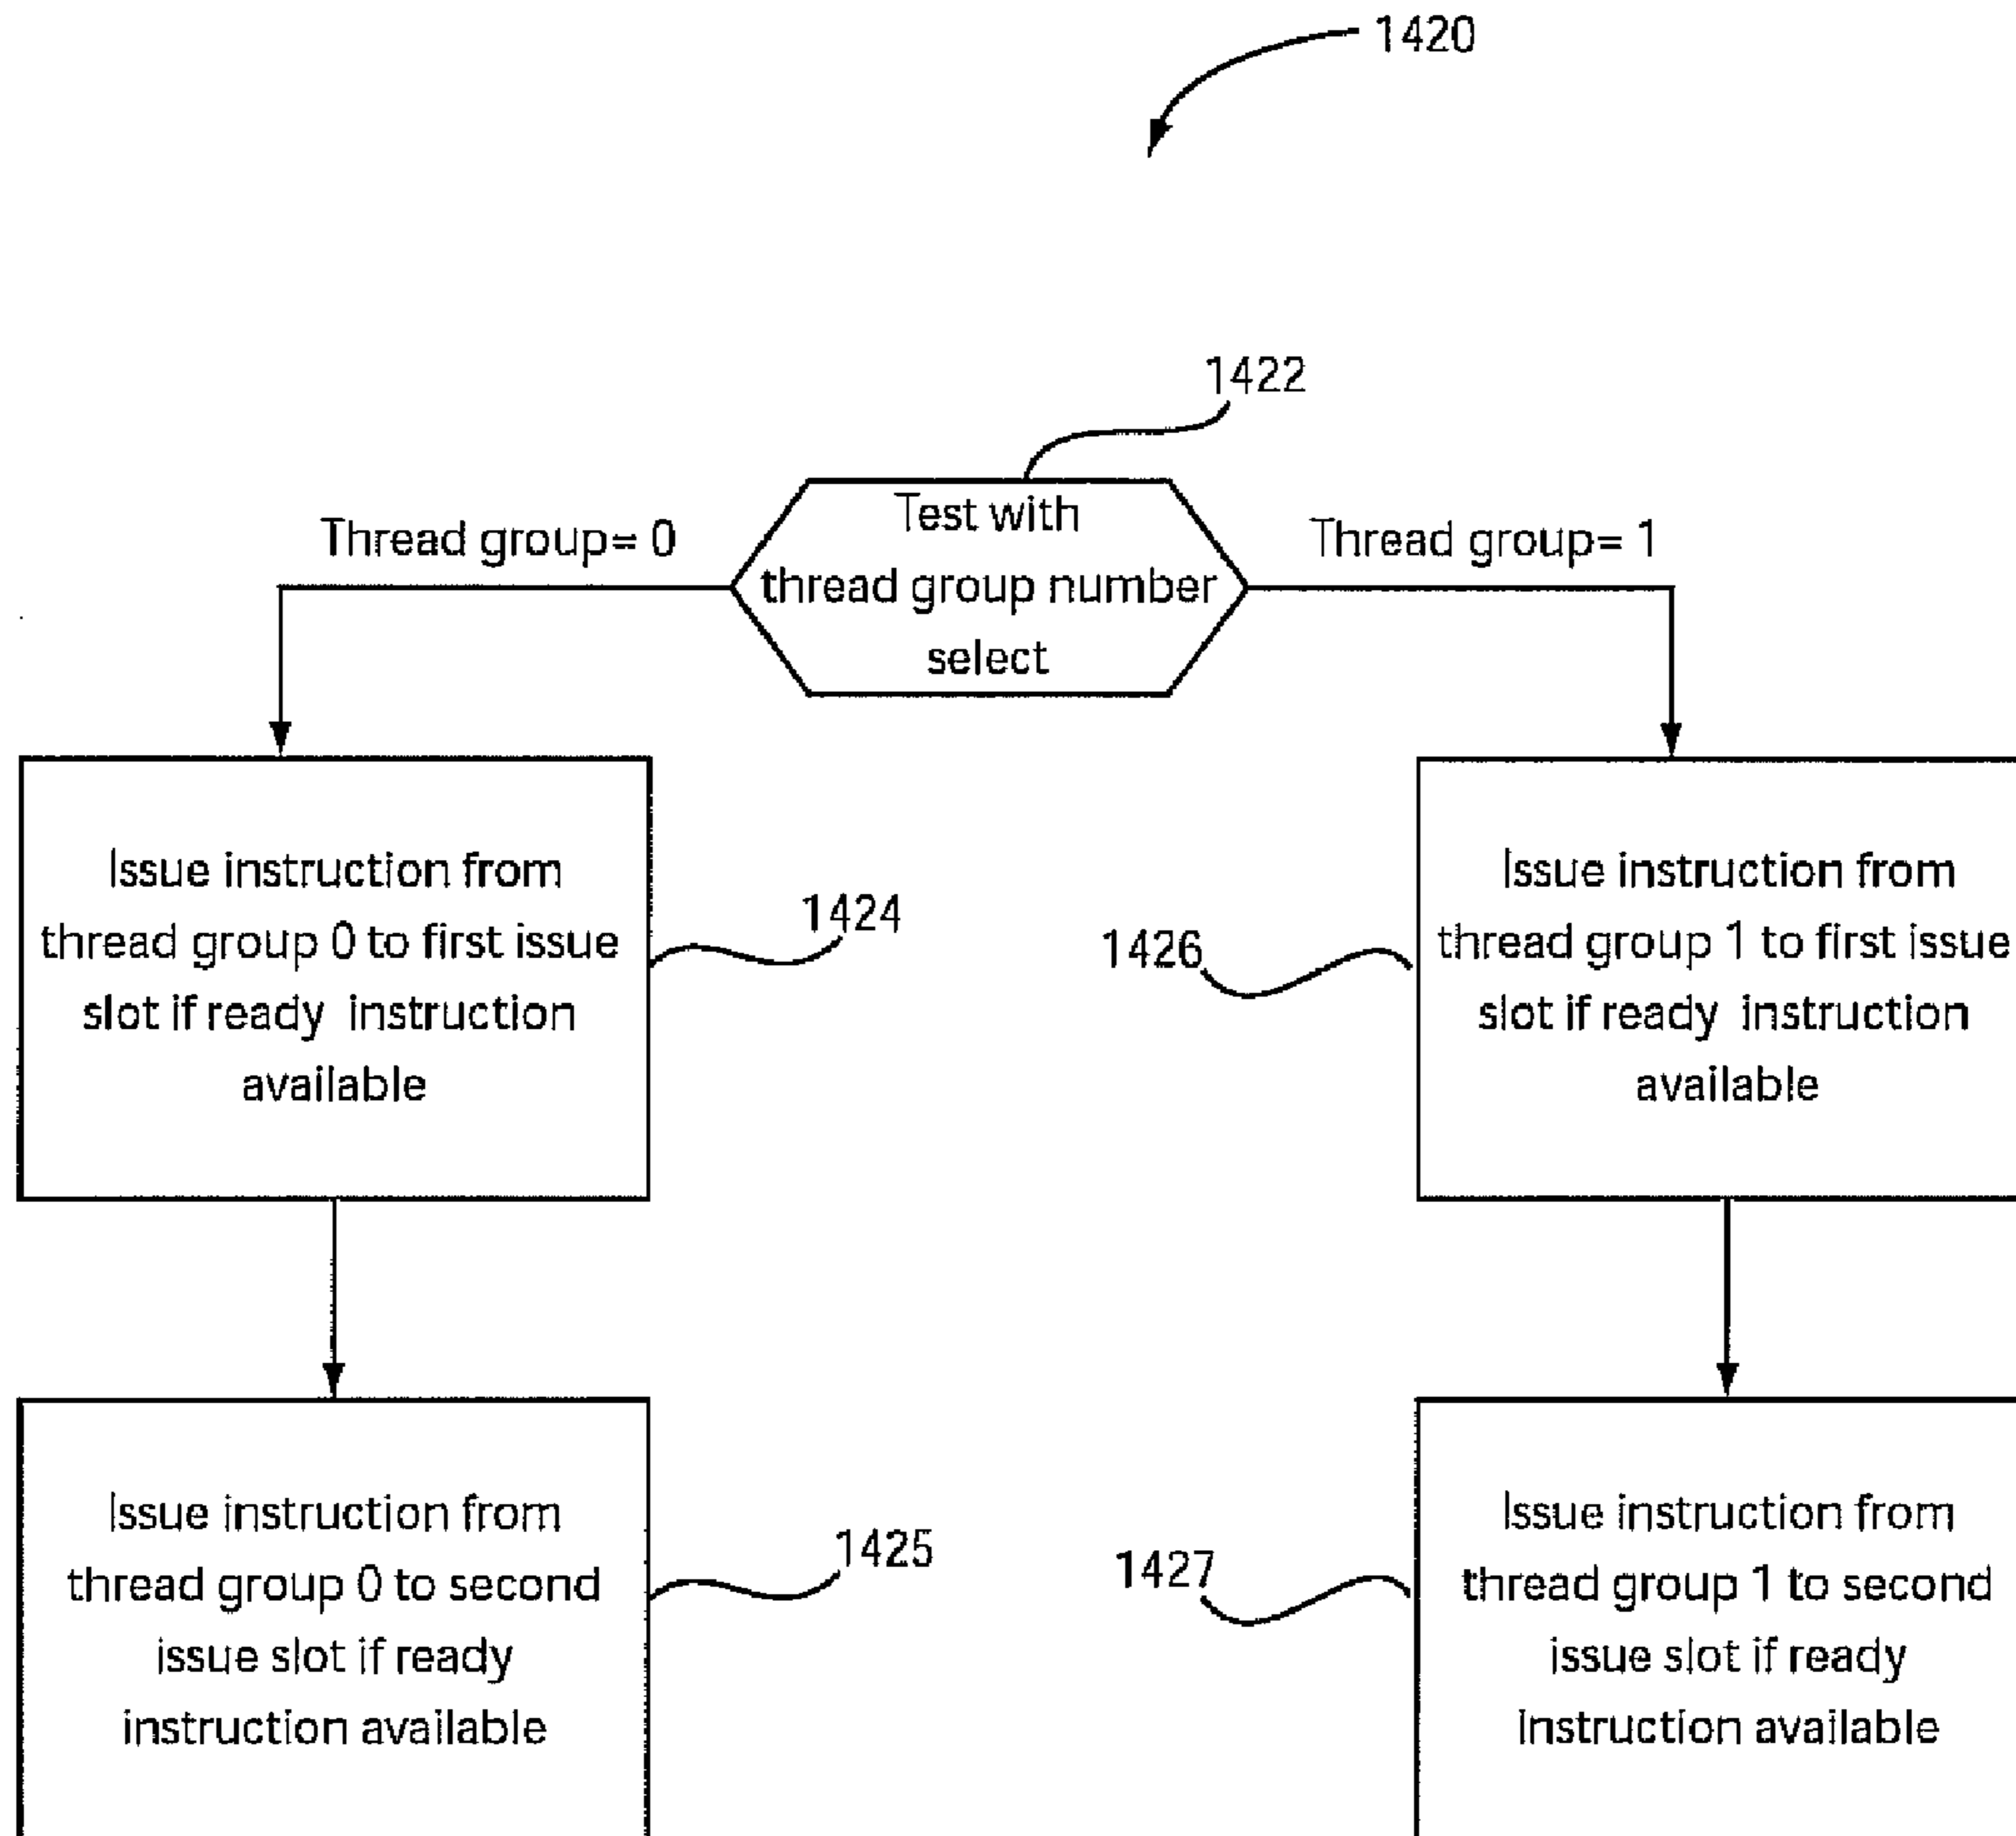 1420
1422
Test with
thread group number
select
Thread group= 0
Thread group= 1
Issue instruction from
thread group 0 to first issue
slot if ready instruction
available
1424
1426
Issue instruction from
thread group 1 to first issue
slot if ready instruction
available
Issue instruction from
thread group 0 to second
issue slot if ready
instruction available
1425
1427
Issue instruction from
thread group 1 to second
issue slot if ready
instruction available